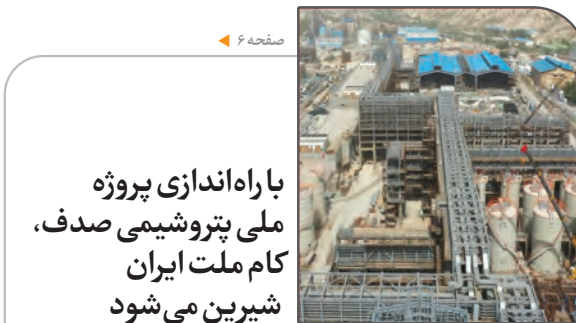 صفحه ۶
با راه‌اندازی پروژه
ملی پتروشیمی صدف،
کام ملت ایران
شیرین می‌شود